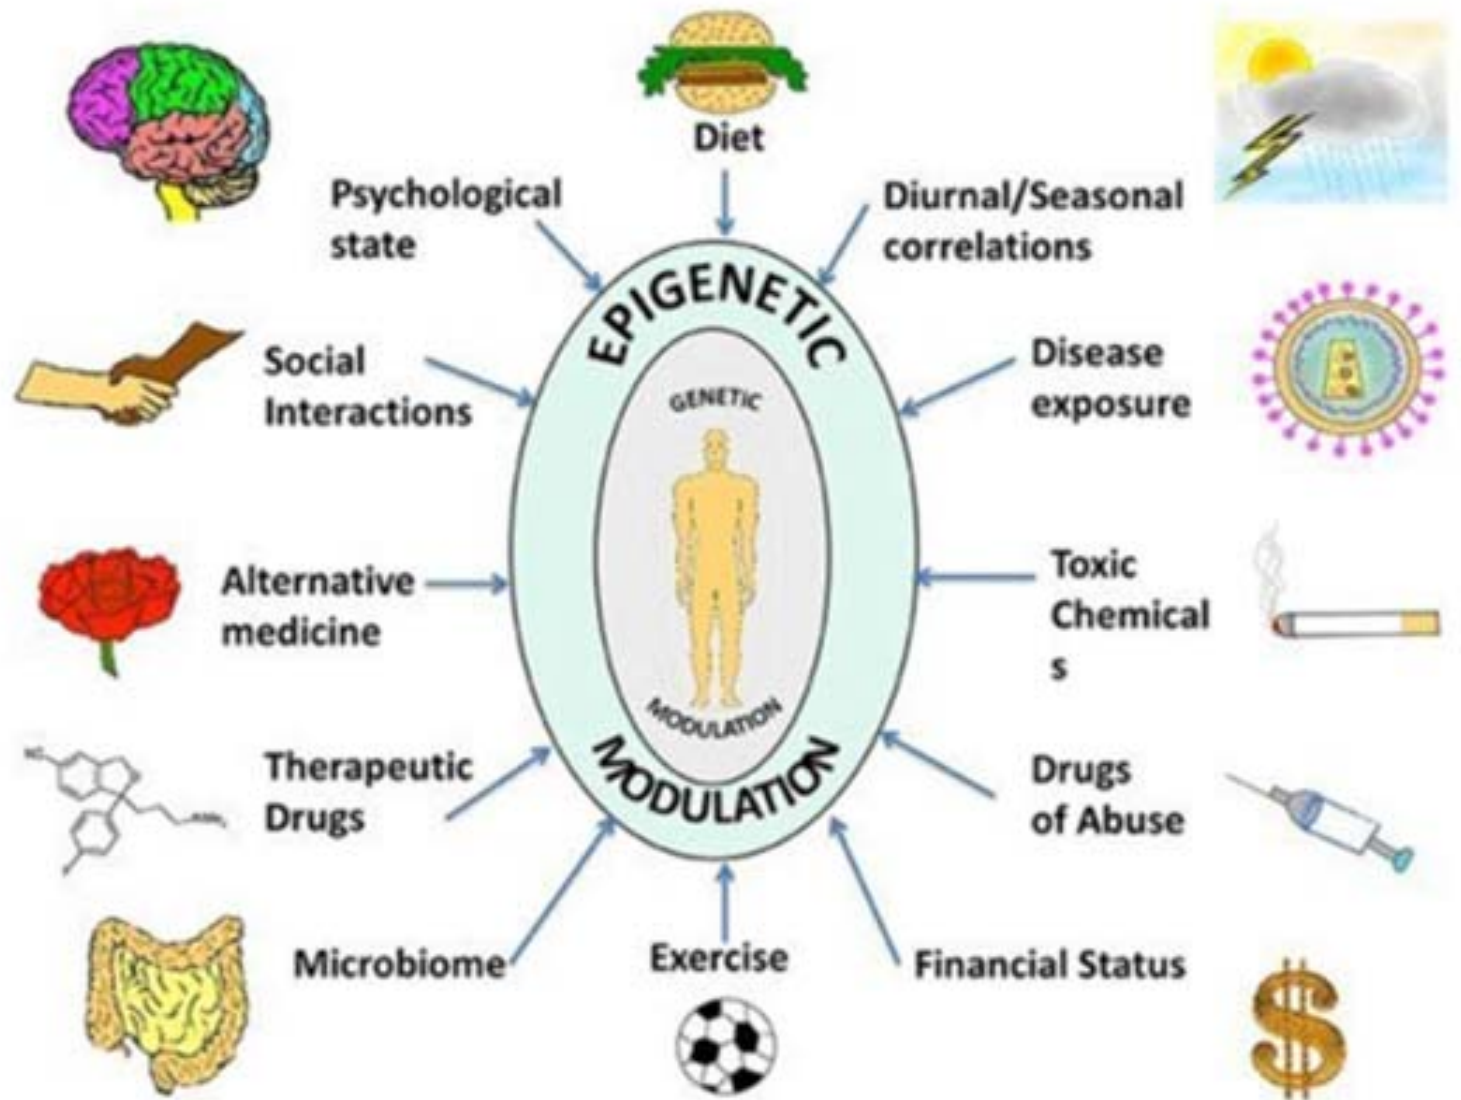 Diet
Psychological
state
Diurnal/Seasonal
correlations
EPIGENETIC
Social
Interactions
Disease
exposure
GENETIC
Alternative
medicine
Toxic
Chemical
s
MODULATION
MODULATION
Therapeutic
Drugs
Drugs
of Abuse
Microbiome
Exercise
Financial Status